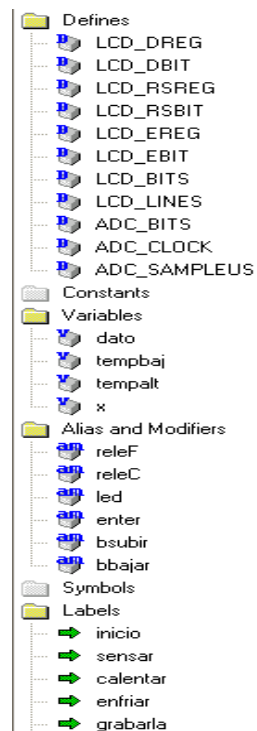 Defines
LCD_DREG
LCD_DBIT
LCD_RSREG
LCD_RSBIT
LCD_EREG
LCD_EBIT
LCD_BITS
LCD_LINES
ADC_BITS
ADC_CLOCK
ADC_SAMPLEUS
Constants
Variables
dato
tempbaj
tempalt
x
Alias and Modifiers
releF
releC
led
enter
bsubir
bbajar
Symbols
Labels
inicio
sensar
calentar
enfriar
grabarla